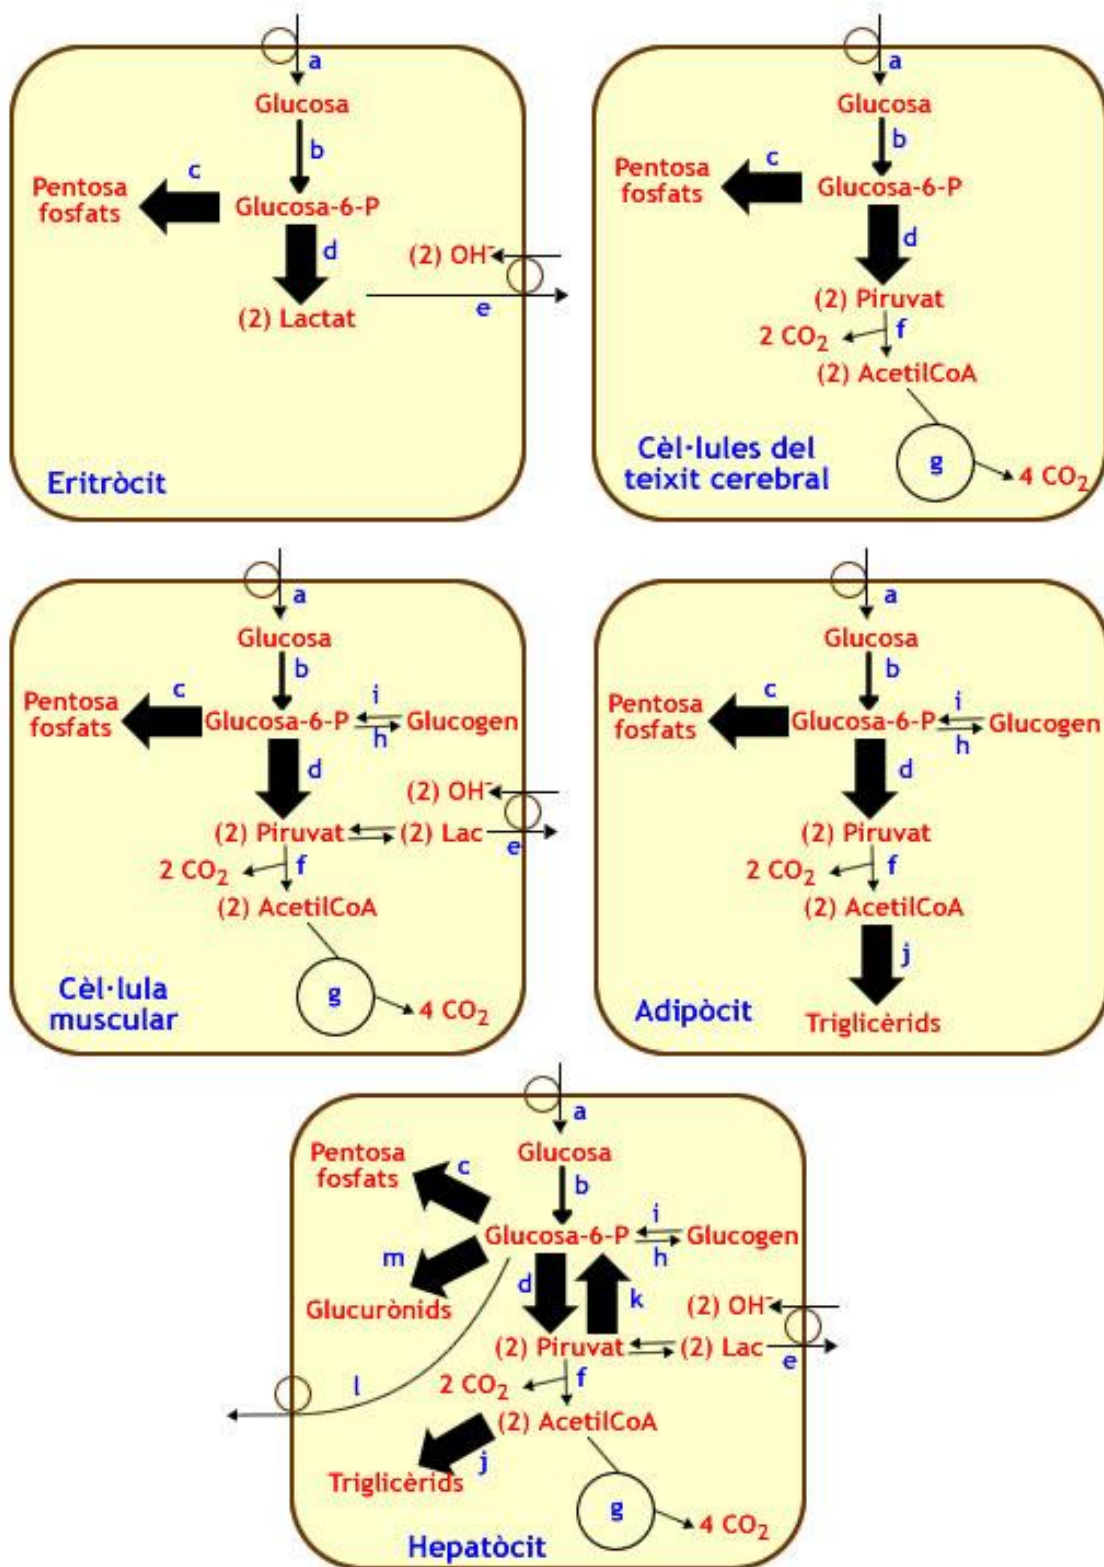 a
Glucosa
b
c
Pentosa
fosfats
Glucosa-6-P
d
(2) OH-
(2) Lactat
e
Eritròcit
a
Glucosa
b
c
Pentosa
fosfats
Glucosa-6-P
d
(2) Piruvat
f
2 CO2
(2) AcetilCoA
g
4 CO2
Cèl·lules del
teixit cerebral
a
Glucosa
b
c
Pentosa
fosfats
Glucosa-6-P
i
h
Glucogen
d
(2) OH-
(2) Piruvat
(2) Lac
e
2 CO2
f
(2) AcetilCoA
g
4 CO2
Cèl·lula
muscular
a
Glucosa
b
c
Pentosa
fosfats
Glucosa-6-P
i
h
Glucogen
d
(2) Piruvat
2 CO2
f
(2) AcetilCoA
j
Triglicèrids
Adipòcit
a
Glucosa
b
Pentosa
fosfats
c
Glucosa-6-P
i
h
Glucogen
m
Glucurònids
d
k
(2) OH-
(2) Piruvat
(2) Lac
e
l
2 CO2
f
(2) AcetilCoA
j
Triglicèrids
g
4 CO2
Hepatòcit